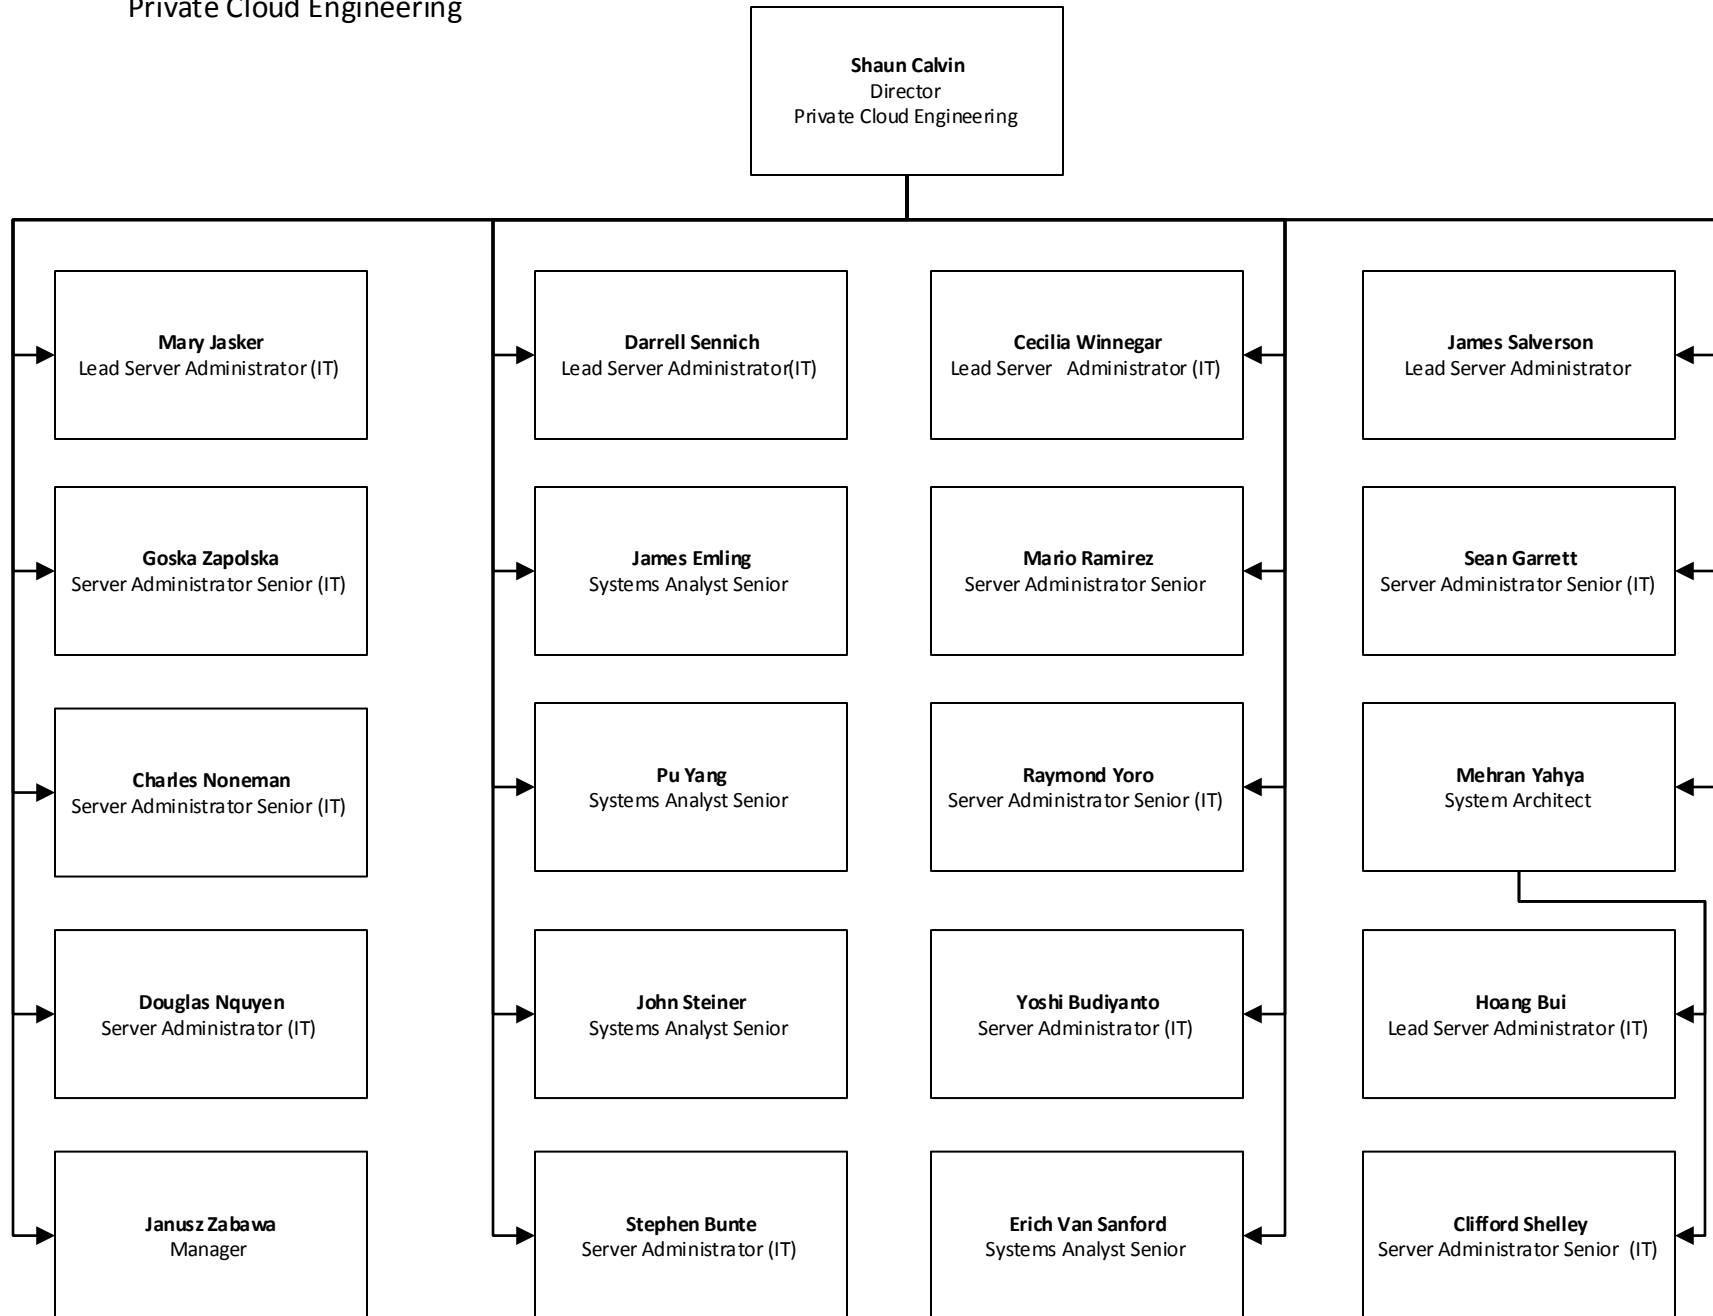 Private Cloud Engineering
Shaun Calvin
Director
Private Cloud Engineering
Mary Jasker
Lead Server Administrator (IT)
Darrell Sennich
Lead Server Administrator(IT)
Cecilia Winnegar
Lead Server Administrator (IT)
James Salverson
Lead Server Administrator
Goska Zapolska
Server Administrator Senior (IT)
James Emling
Systems Analyst Senior
Mario Ramirez
Server Administrator Senior
Sean Garrett
Server Administrator Senior (IT)
Charles Noneman
Server Administrator Senior (IT)
Pu Yang
Systems Analyst Senior
Raymond Yoro
Server Administrator Senior (IT)
Mehran Yahya
System Architect
Douglas Nquyen
Server Administrator (IT)
John Steiner
Systems Analyst Senior
Yoshi Budiyanto
Server Administrator (IT)
Hoang Bui
Lead Server Administrator (IT)
Janusz Zabawa
Manager
Stephen Bunte
Server Administrator (IT)
Erich Van Sanford
Systems Analyst Senior
Clifford Shelley
Server Administrator Senior (IT)